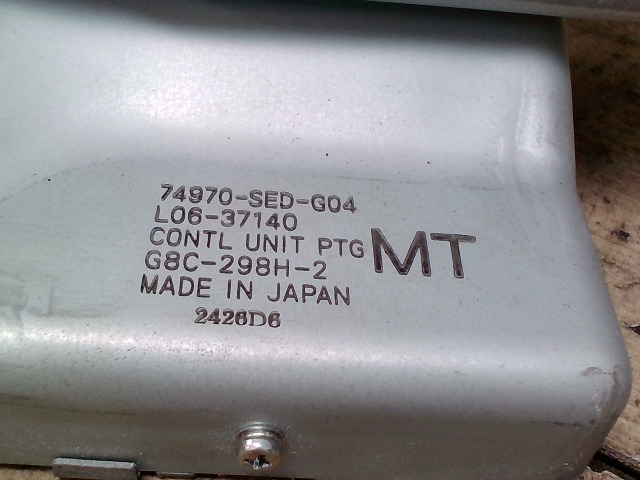 74970-SED-G04
L06-37140
CONTL UNIT PTG
G8C-298H-2
MT
MADE IN JAPAN
2426D6